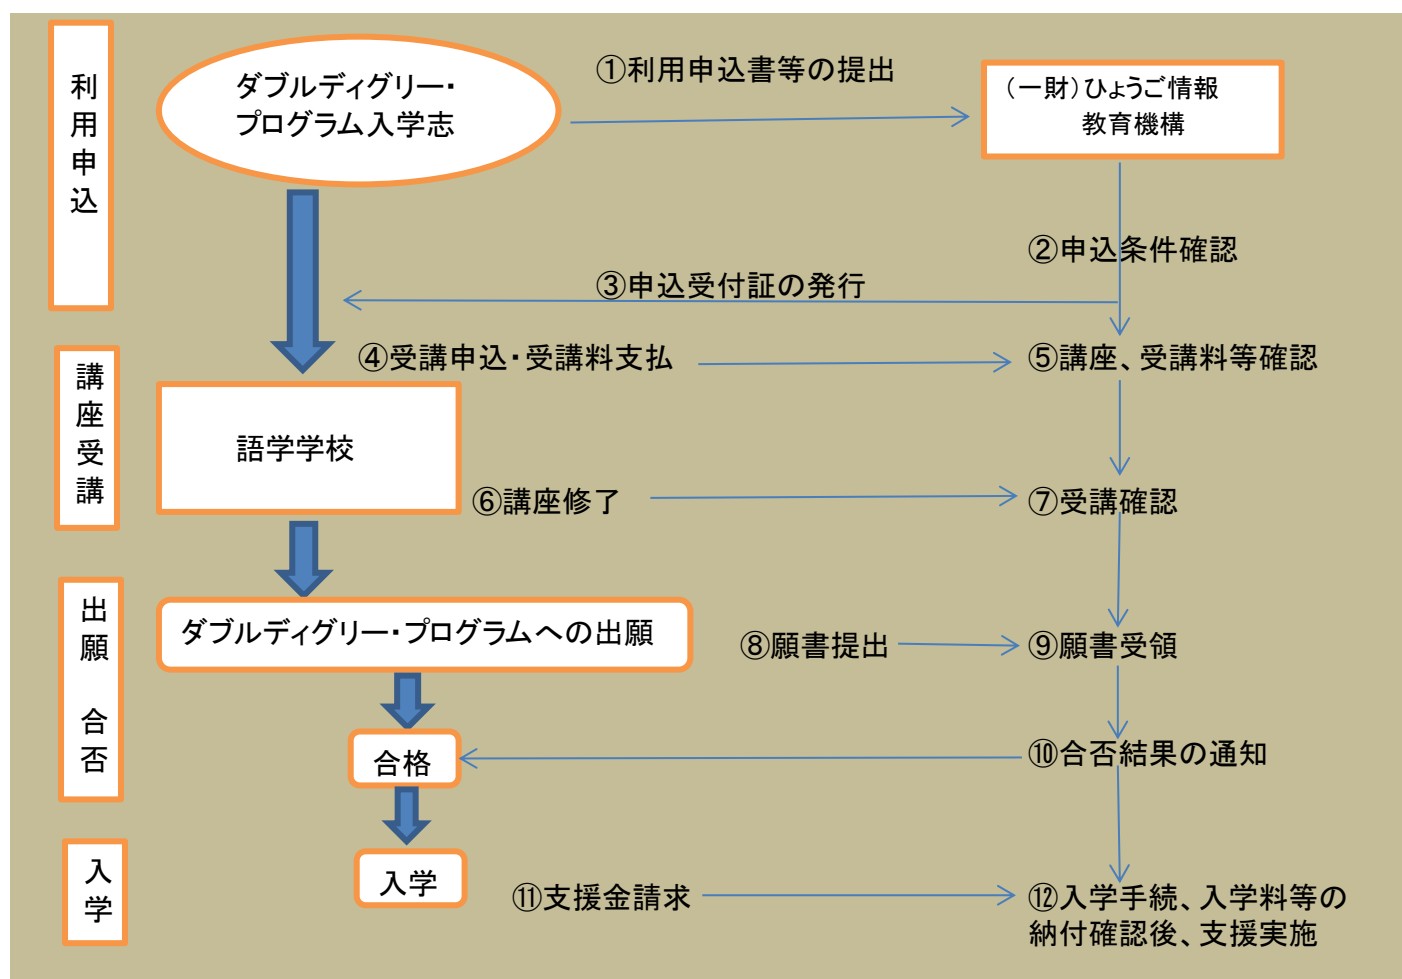 利用申込
ダブルディグリー・
プログラム入学志
①利用申込書等の提出
(一財)ひょうご情報
教育機構
②申込条件確認
③申込受付証の発行
講座受講
④受講申込・受講料支払
⑤講座、受講料等確認
語学学校
⑥講座修了
⑦受講確認
出願 合否
ダブルディグリー・プログラムへの出願
⑧願書提出
⑨願書受領
合格
⑩合否結果の通知
入学
入学
⑪支援金請求
⑫入学手続、入学料等の
納付確認後、支援実施